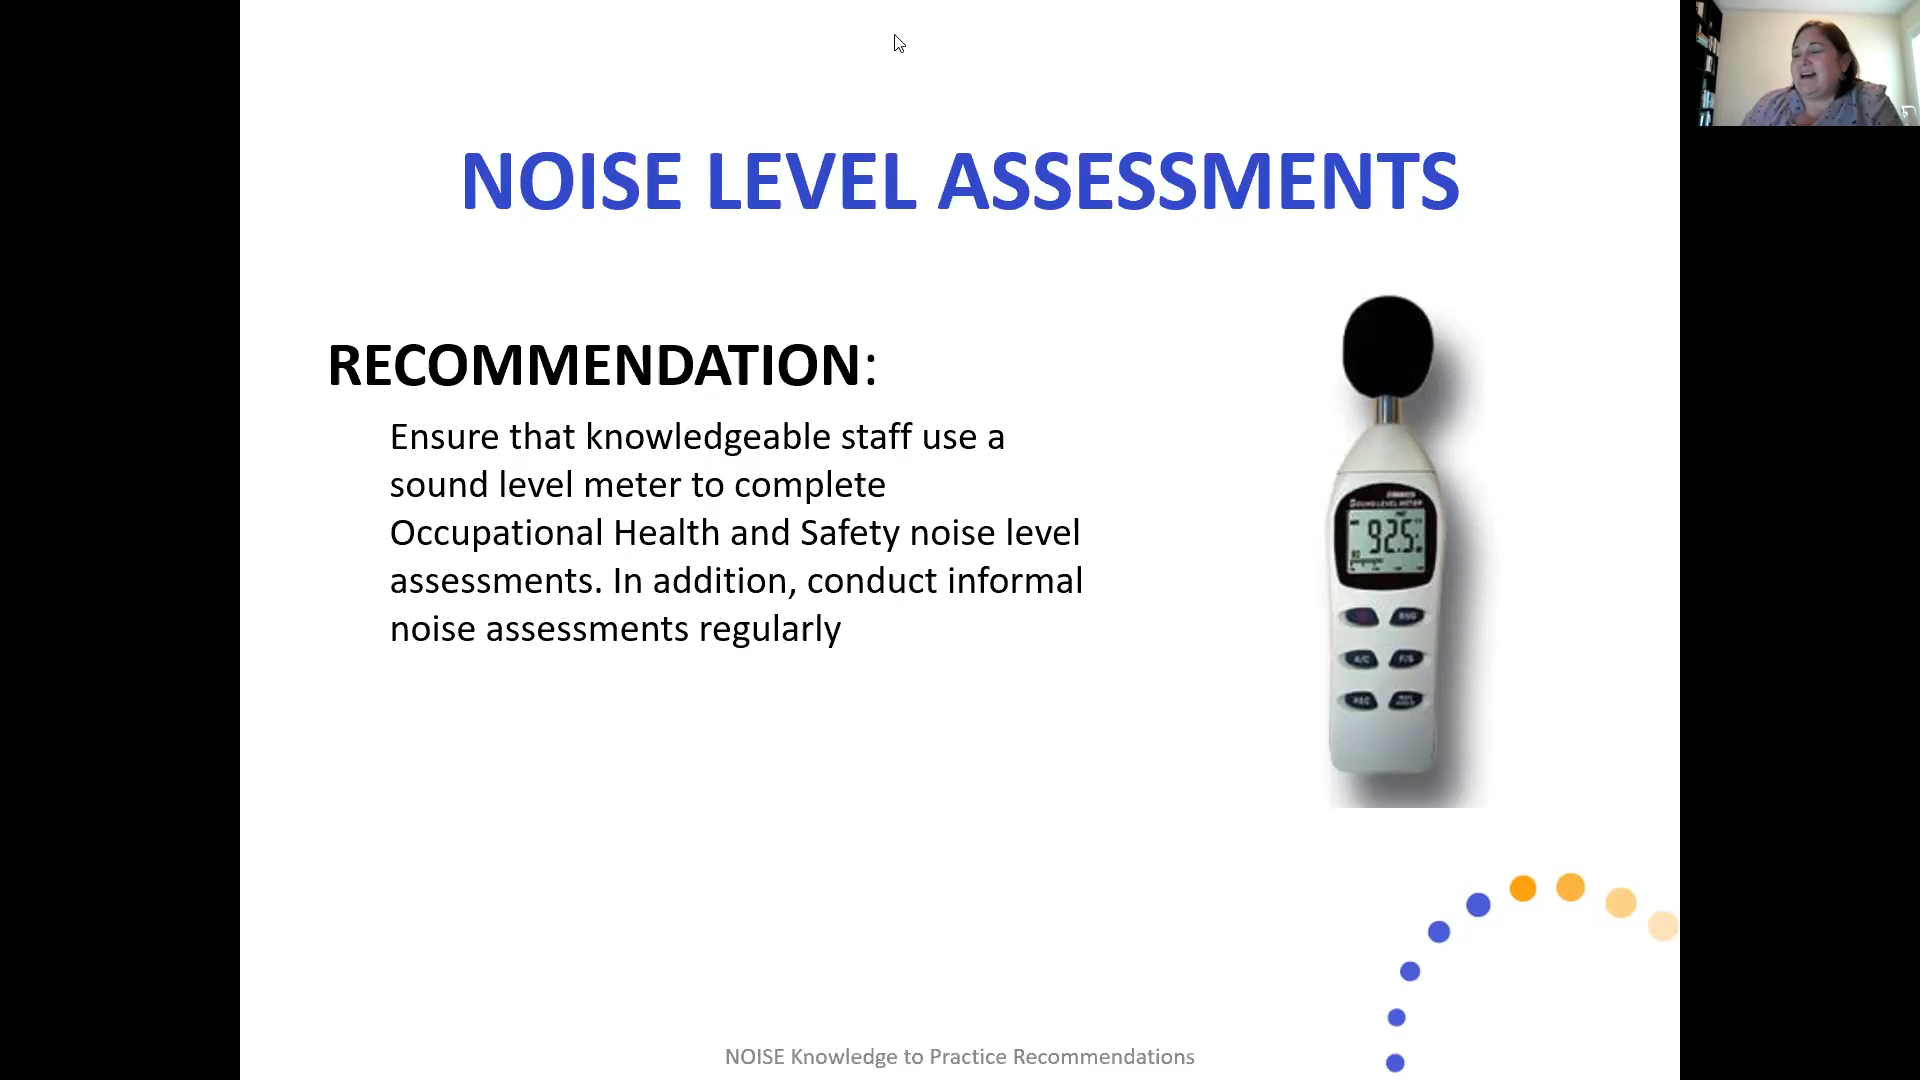 NOISE LEVEL ASSESSMENTS
RECOMMENDATION:
Ensure that knowledgeable staff use a
sound level meter to complete
Occupational Health and Safety noise level
assessments. In addition, conduct informal
noise assessments regularly
92.5
A/C
F/S
NOISE Knowledge to Practice Recommendations